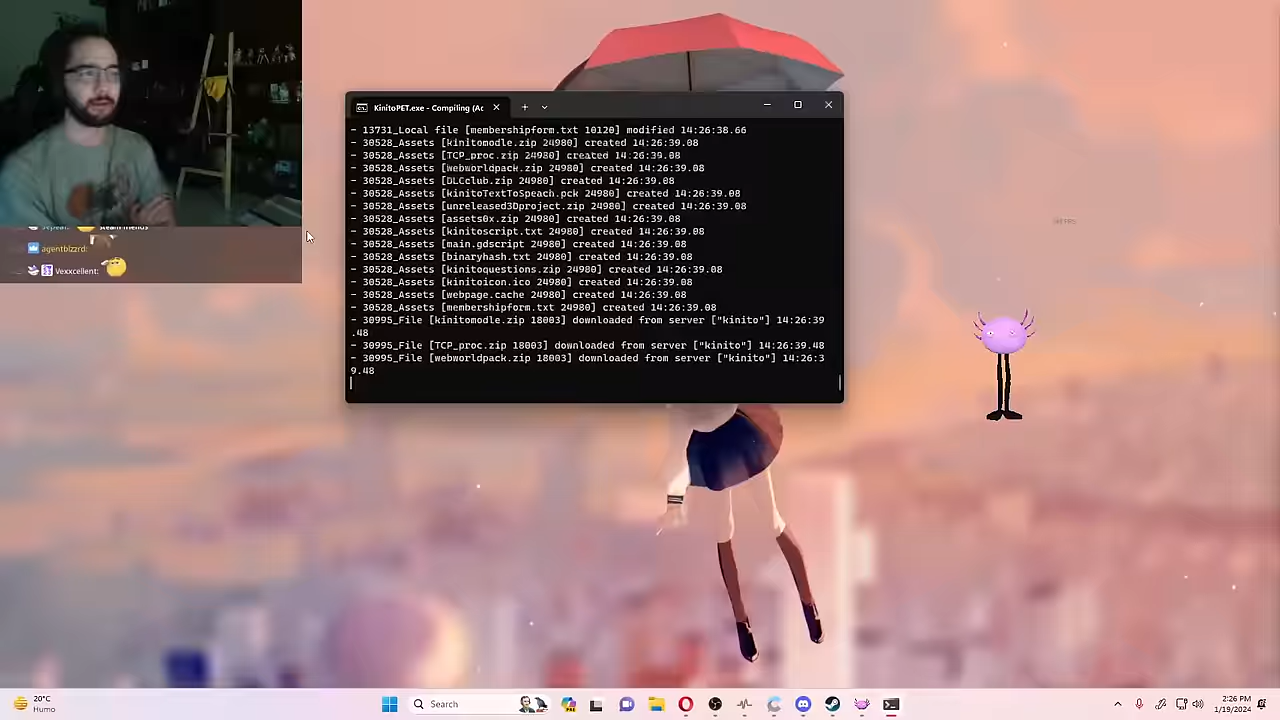 agentblzzrd:
Vexxcellent:
KinitoPET.exe - Compiling (Ac
- 13731_Local file [membershipform.txt 10120] modified 14:26:38.66
- 30528_Assets [kinitomodle.zip 24980] created 14:26:39.08
- 30528_Assets [TCP_proc.zip 24980] created 14:26:39.08
- 30528_Assets [webworldpack.zip 24980] created 14:26:39.08
- 30528_Assets [DLCclub.zip 24980] created 14:26:39.08
- 30528_Assets [kinitoTextToSpeach.pck 24980] created 14:26:39.08
- 30528_Assets [unreleased3Dproject.zip 24980] created 14:26:39.08
- 30528_Assets [assets0x.zip 24980] created 14:26:39.08
- 30528_Assets [kinitoscript.txt 24980] created 14:26:39.08
- 30528_Assets [main.gdscript 24980] created 14:26:39.08
- 30528_Assets [binaryhash.txt 24980] created 14:26:39.08
- 30528_Assets [kinitoquestions.zip 24980] created 14:26:39.08
- 30528_Assets [kinitoicon.ico 24980] created 14:26:39.08
- 30528_Assets [webpage.cache 24980] created 14:26:39.08
- 30528_Assets [membershipform.txt 24980] created 14:26:39.08
- 30995_File [kinitomodle.zip 18003] downloaded from server ["kinito"] 14:26:39
.48
- 30995_File [TCP_proc.zip 18003] downloaded from server ["kinito"] 14:26:39.48
- 30995_File [webworldpack.zip 18003] downloaded from server ["kinito"] 14:26:3
9.48
20°C
Humo
Search
2:26 PM
1/19/2024